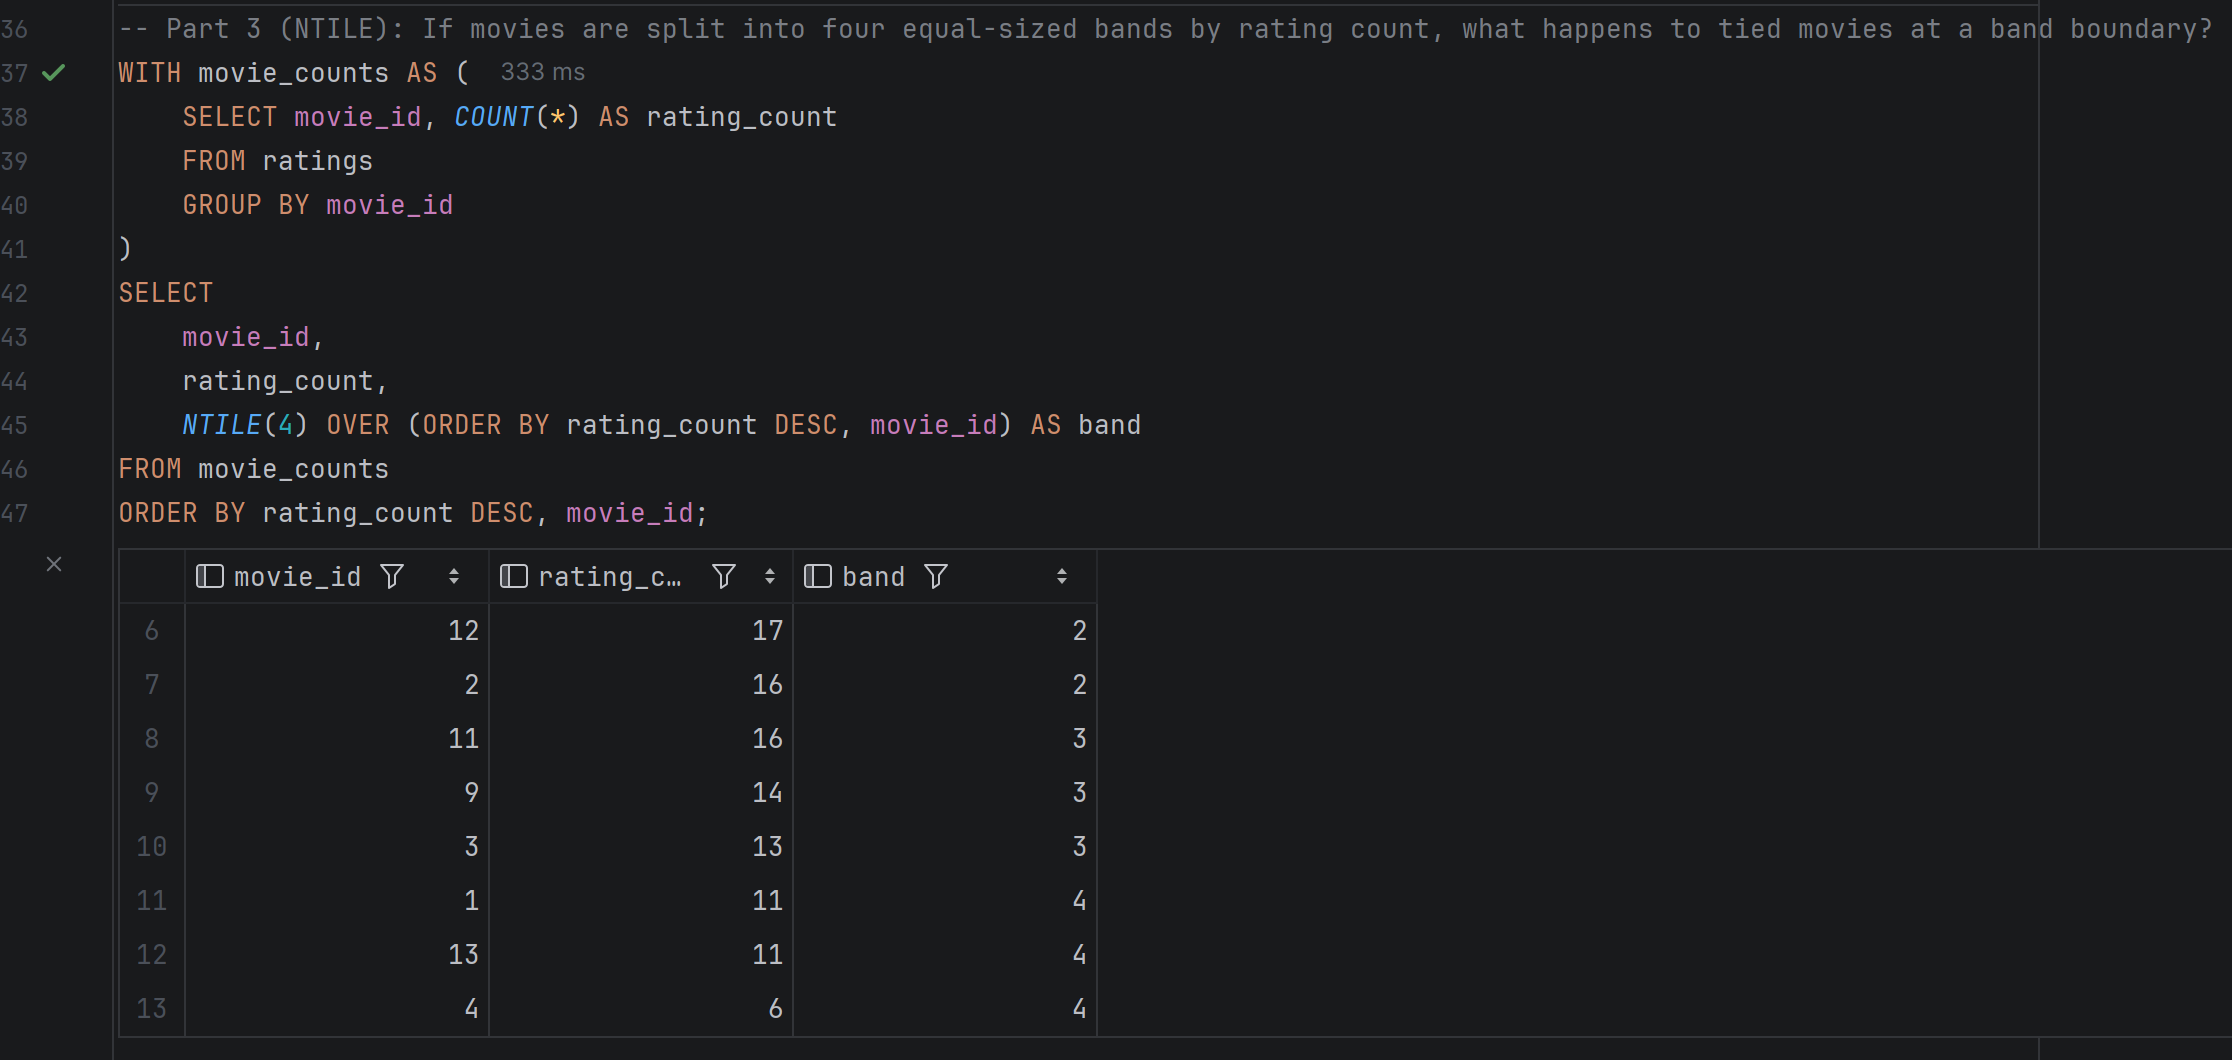 36 -- Part 3 (NTILE): If movies are split into four equal-sized bands by rating count, what happens to tied movies at a band boundary?
37 WITH movie_counts AS ( 333 ms
38 SELECT movie_id, COUNT(*) AS rating_count
39 FROM ratings
40 GROUP BY movie_id
41 )
42 SELECT
43 movie_id,
44 rating_count,
45 NTILE(4) OVER (ORDER BY rating_count DESC, movie_id) AS band
46 FROM movie_counts
47 ORDER BY rating_count DESC, movie_id;
movie_id rating_c… band
6 12 17 2
7 2 16 2
8 11 16 3
9 9 14 3
10 3 13 3
11 1 11 4
12 13 11 4
13 4 6 4